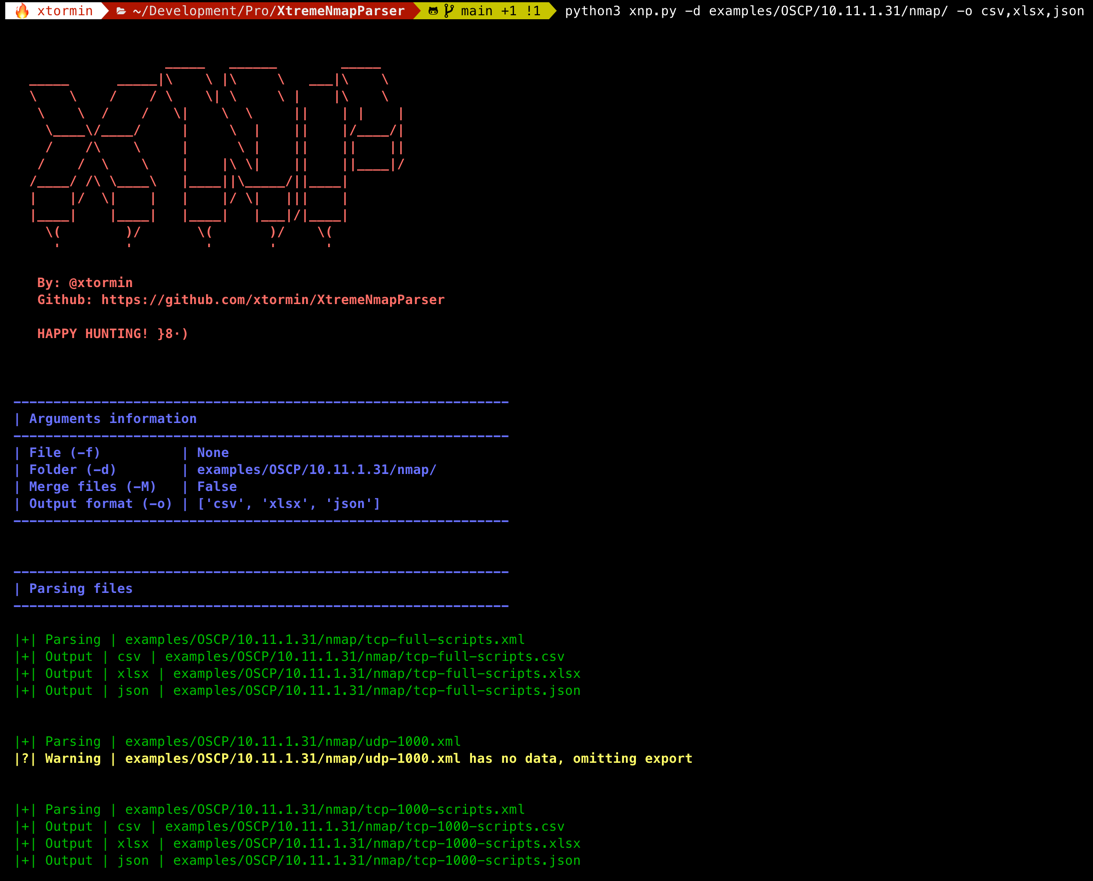 xtormin ~/Development/Pro/XtremeNmapParser main +1 !1 python3 xnp.py -d examples/OSCP/10.11.1.31/nmap/ -o csv,xlsx,json
By: @xtormin
Github: https://github.com/xtormin/XtremeNmapParser
HAPPY HUNTING! }8·)
| Arguments information
| File (-f) | None
| Folder (-d) | examples/OSCP/10.11.1.31/nmap/
| Merge files (-M) | False
| Output format (-o) | ['csv', 'xlsx', 'json']
| Parsing files
|+| Parsing | examples/OSCP/10.11.1.31/nmap/tcp-full-scripts.xml
|+| Output | csv | examples/OSCP/10.11.1.31/nmap/tcp-full-scripts.csv
|+| Output | xlsx | examples/OSCP/10.11.1.31/nmap/tcp-full-scripts.xlsx
|+| Output | json | examples/OSCP/10.11.1.31/nmap/tcp-full-scripts.json
|+| Parsing | examples/OSCP/10.11.1.31/nmap/udp-1000.xml
|?| Warning | examples/OSCP/10.11.1.31/nmap/udp-1000.xml has no data, omitting export
|+| Parsing | examples/OSCP/10.11.1.31/nmap/tcp-1000-scripts.xml
|+| Output | csv | examples/OSCP/10.11.1.31/nmap/tcp-1000-scripts.csv
|+| Output | xlsx | examples/OSCP/10.11.1.31/nmap/tcp-1000-scripts.xlsx
|+| Output | json | examples/OSCP/10.11.1.31/nmap/tcp-1000-scripts.json